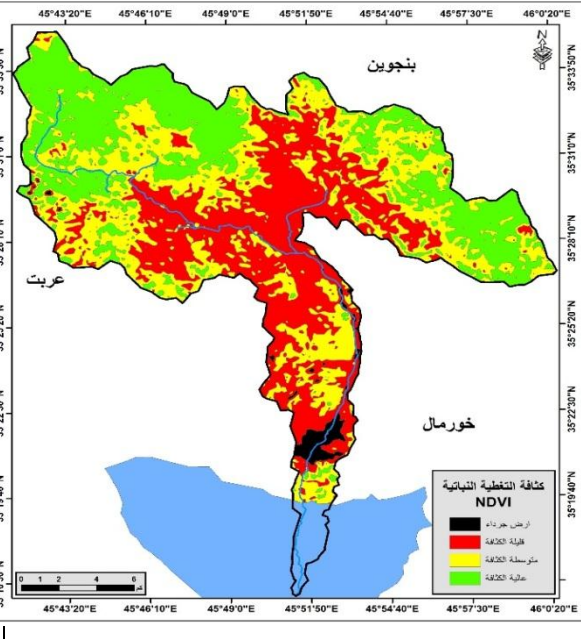 45°43'20"E 45°46'10"E 45°49'0"E 45°51'50"E 45°54'40"E 45°57'30"E 46°0'20"E
N
بنجوين
35°33'50"N
35°31'0"N
35°28'10"N
عربت
35°25'20"N
35°22'30"N
خورمال
35°19'40"N
كثافة التغطية النباتية
NDVI
ارض جرداء
قليلة الكثافة
متوسطة الكثافة
عالية الكثافة
0 1 2 4 6
كم
45°43'20"E 45°46'10"E 45°49'0"E 45°51'50"E 45°54'40"E 45°57'30"E 46°0'20"E